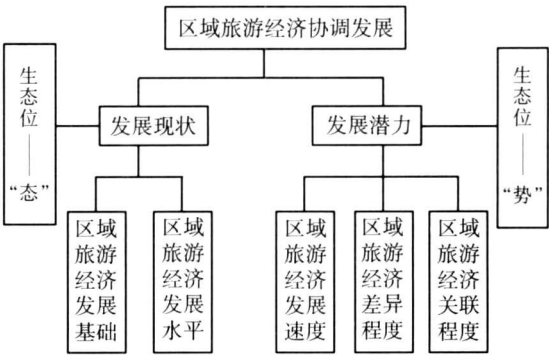 区域旅游经济协调发展
生态位——“态”
发展现状
发展潜力
生态位——“势”
区域
旅游
经济
发展
基础
区域
旅游
经济
发展
水平
区域
旅游
经济
发展
速度
区域
旅游
经济
差异
程度
区域
旅游
经济
关联
程度